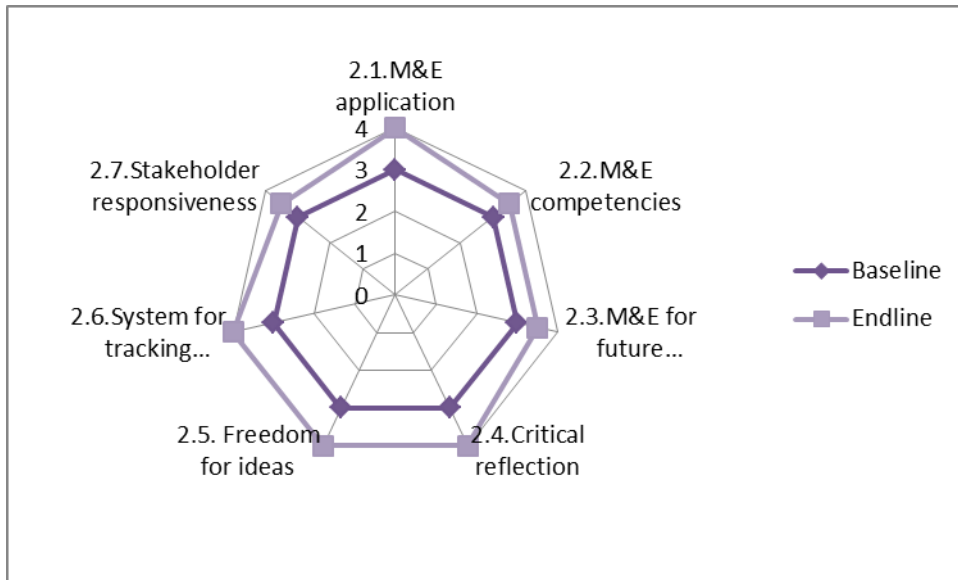 2.1.M&E
application
4
3
2
1
0
2.2.M&E
competencies
2.3.M&E for
future...
2.4.Critical
reflection
2.5. Freedom
for ideas
2.6.System for
tracking...
2.7.Stakeholder
responsiveness
Baseline
Endline